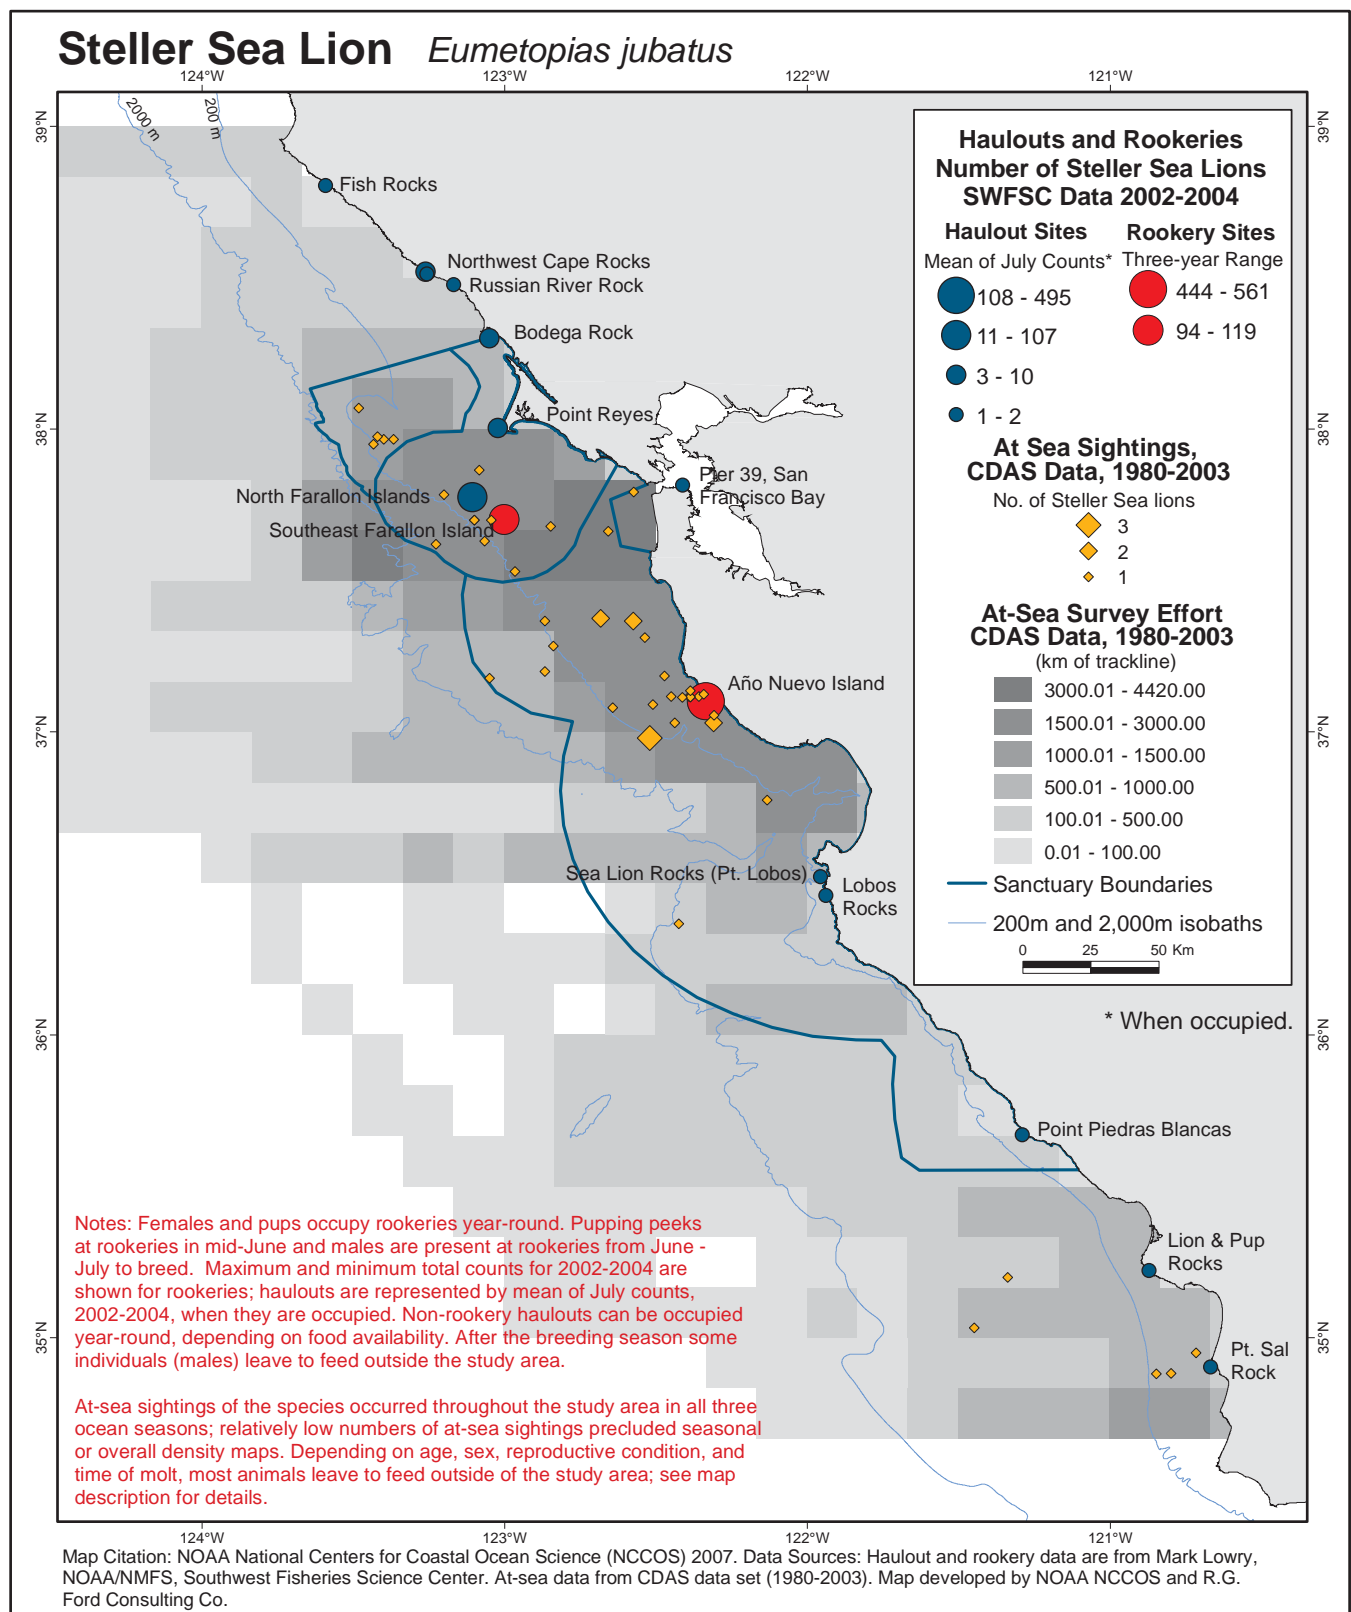 Steller Sea Lion Eumetopias jubatus
124°W 123°W 122°W 121°W
39°N 39°N
38°N 38°N
37°N 37°N
36°N 36°N
35°N 35°N
2000 m
200 m
Fish Rocks
Northwest Cape Rocks
Russian River Rock
Bodega Rock
Point Reyes
Pier 39, San
Francisco Bay
North Farallon Islands
Southeast Farallon Island
Año Nuevo Island
Sea Lion Rocks (Pt. Lobos)
Lobos
Rocks
Point Piedras Blancas
Lion & Pup
Rocks
Pt. Sal
Rock
Haulouts and Rookeries
Number of Steller Sea Lions
SWFSC Data 2002-2004
Haulout Sites Rookery Sites
Mean of July Counts* Three-year Range
108 - 495 444 - 561
11 - 107 94 - 119
3 - 10
1 - 2
At Sea Sightings,
CDAS Data, 1980-2003
No. of Steller Sea lions
3
2
1
At-Sea Survey Effort
CDAS Data, 1980-2003
(km of trackline)
3000.01 - 4420.00
1500.01 - 3000.00
1000.01 - 1500.00
500.01 - 1000.00
100.01 - 500.00
0.01 - 100.00
Sanctuary Boundaries
200m and 2,000m isobaths
0 25 50 Km
* When occupied.
Notes: Females and pups occupy rookeries year-round. Pupping peeks
at rookeries in mid-June and males are present at rookeries from June -
July to breed. Maximum and minimum total counts for 2002-2004 are
shown for rookeries; haulouts are represented by mean of July counts,
2002-2004, when they are occupied. Non-rookery haulouts can be occupied
year-round, depending on food availability. After the breeding season some
individuals (males) leave to feed outside the study area.
At-sea sightings of the species occurred throughout the study area in all three
ocean seasons; relatively low numbers of at-sea sightings precluded seasonal
or overall density maps. Depending on age, sex, reproductive condition, and
time of molt, most animals leave to feed outside of the study area; see map
description for details.
124°W 123°W 122°W 121°W
Map Citation: NOAA National Centers for Coastal Ocean Science (NCCOS) 2007. Data Sources: Haulout and rookery data are from Mark Lowry,
NOAA/NMFS, Southwest Fisheries Science Center. At-sea data from CDAS data set (1980-2003). Map developed by NOAA NCCOS and R.G.
Ford Consulting Co.